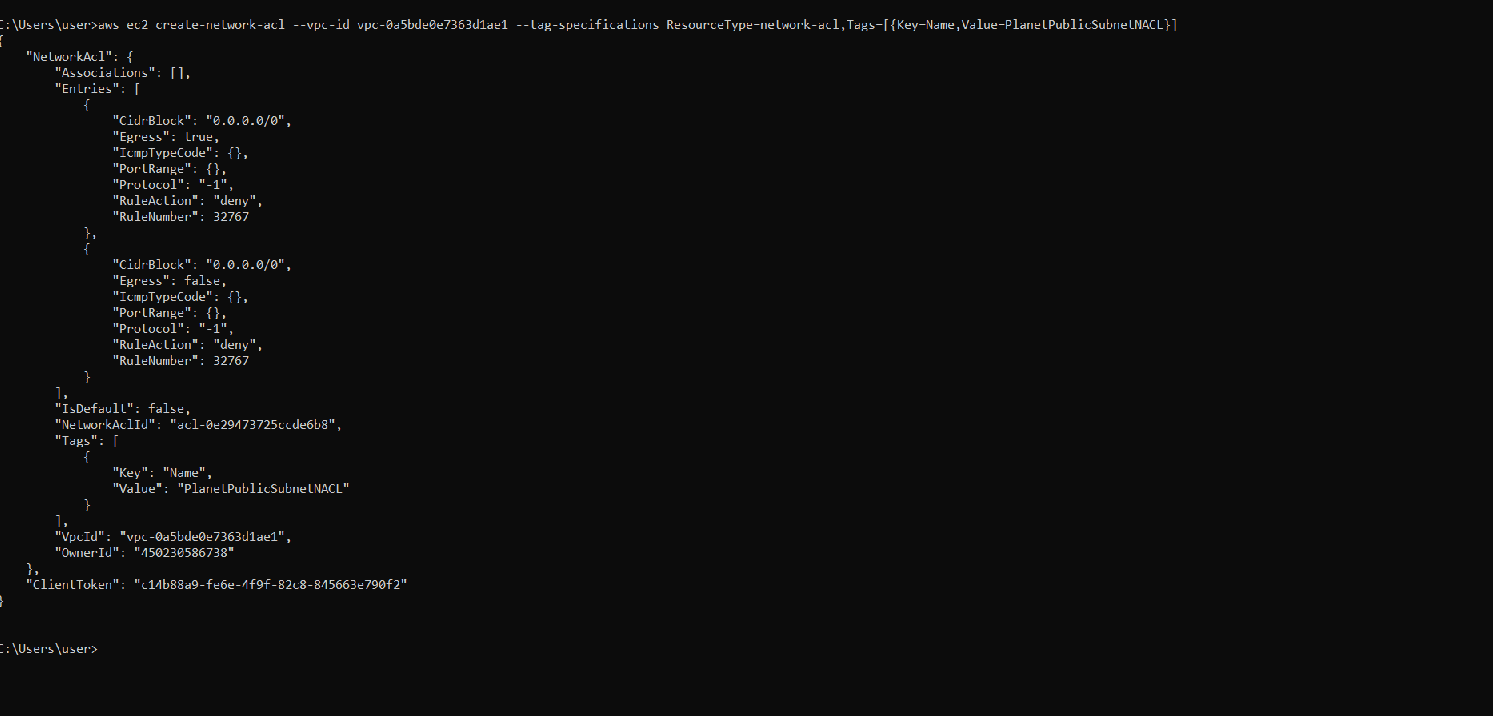 C:\Users\user>aws ec2 create-network-acl --vpc-id vpc-0a5bde0e7363d1ae1 --tag-specifications ResourceType=network-acl,Tags=[{Key=Name,Value=PlanetPublicSubnetNACL}]
{
    "NetworkAcl": {
        "Associations": [],
        "Entries": [
            {
                "CidrBlock": "0.0.0.0/0",
                "Egress": true,
                "IcmpTypeCode": {},
                "PortRange": {},
                "Protocol": "-1",
                "RuleAction": "deny",
                "RuleNumber": 32767
            },
            {
                "CidrBlock": "0.0.0.0/0",
                "Egress": false,
                "IcmpTypeCode": {},
                "PortRange": {},
                "Protocol": "-1",
                "RuleAction": "deny",
                "RuleNumber": 32767
            }
        ],
        "IsDefault": false,
        "NetworkAclId": "acl-0e29473725ccde6b8",
        "Tags": [
            {
                "Key": "Name",
                "Value": "PlanetPublicSubnetNACL"
            }
        ],
        "VpcId": "vpc-0a5bde0e7363d1ae1",
        "OwnerId": "450230586738"
    },
    "ClientToken": "c14b88a9-fe6e-4f9f-82c8-845663e790f2"
}
C:\Users\user>